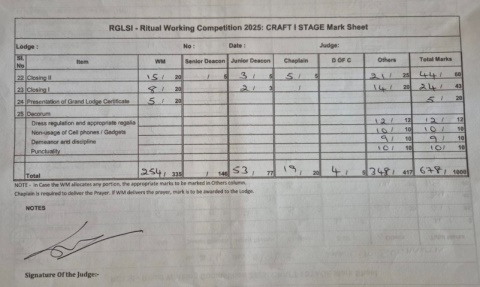 RGLSI - Ritual Working Competition 2025: CRAFT I STAGE Mark Sheet
Lodge : No : Date : Judge:
Sl. No Item WM Senior Deacon Junior Deacon Chaplain D OF C Others Total Marks
22 Closing II 15 / 20 / 5 3 / 5 5 / 5 21 / 25 44 / 60
23 Closing I 8 / 20 2 / 3 / 14 / 20 24 / 43
24 Presentation of Grand Lodge Certificate 5 / 20 5 / 20
25 Decorum
Dress regulation and appropriate regalia 12 / 12 12 / 12
Non-usage of Cell phones / Gadgets 10 / 10 10 / 10
Demeanor and discipline 9 / 10 9 / 10
Punctuality 10 / 10 10 / 10
Total 254 / 335 / 146 53 / 77 19 / 20 4 / 5 348 / 417 678 / 1000
NOTE - In Case the WM allocates any portion, the appropriate marks to be marked in Others column.
Chaplain is required to deliver the Prayer. If WM delivers the prayer, mark is to be awarded to the Lodge.
NOTES
Signature Of the Judge:-